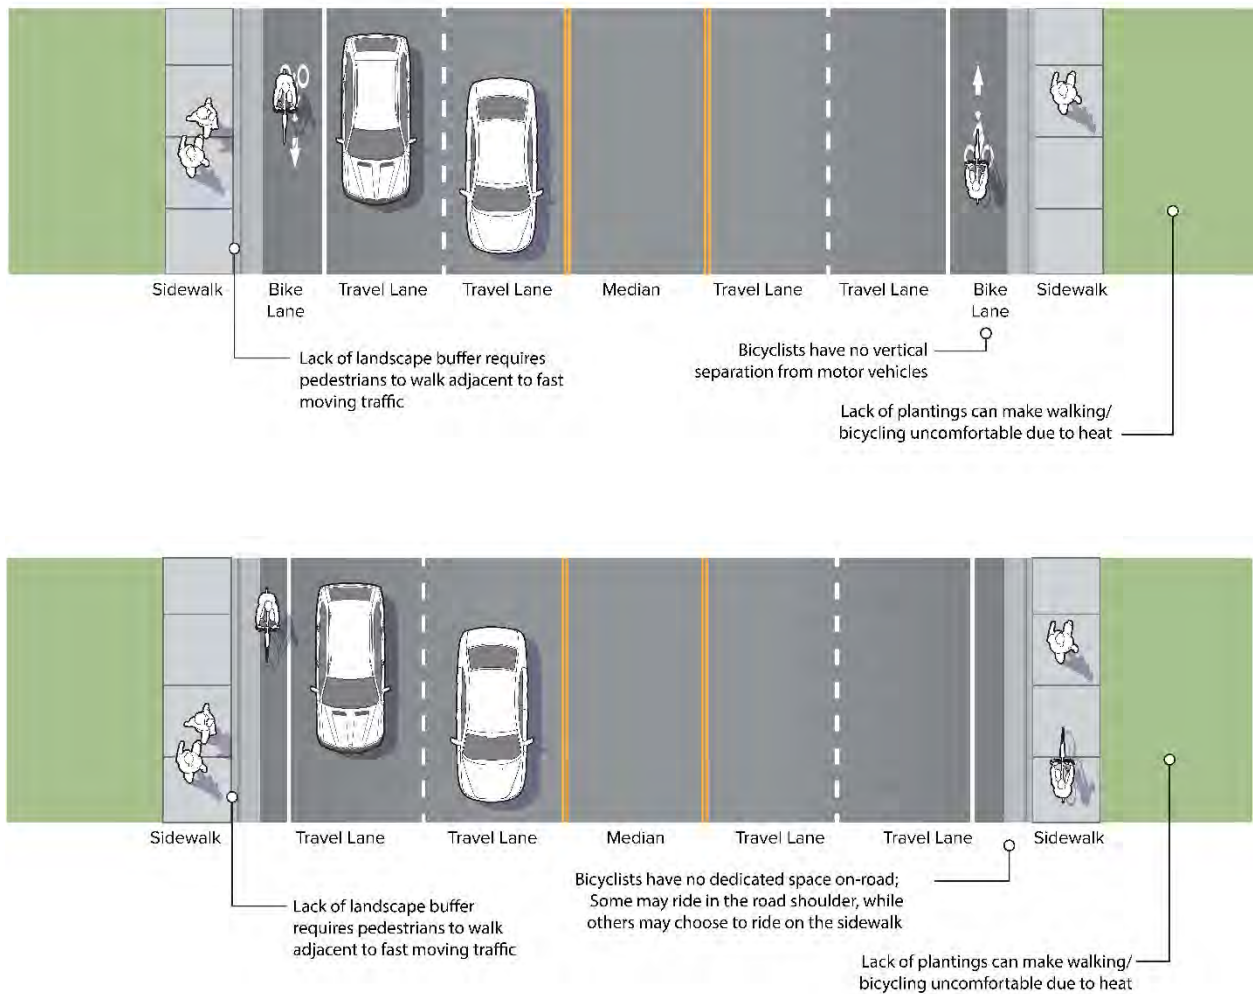 Sidewalk
Bike
Lane
Travel Lane
Travel Lane
Median
Travel Lane
Travel Lane
Bike
Lane
Sidewalk
Lack of landscape buffer requires
pedestrians to walk adjacent to fast
moving traffic
Bicyclists have no vertical
separation from motor vehicles
Lack of plantings can make walking/
bicycling uncomfortable due to heat
Sidewalk
Travel Lane
Travel Lane
Median
Travel Lane
Travel Lane
Sidewalk
Lack of landscape buffer
requires pedestrians to walk
adjacent to fast moving traffic
Bicyclists have no dedicated space on-road;
Some may ride in the road shoulder, while
others may choose to ride on the sidewalk
Lack of plantings can make walking/
bicycling uncomfortable due to heat